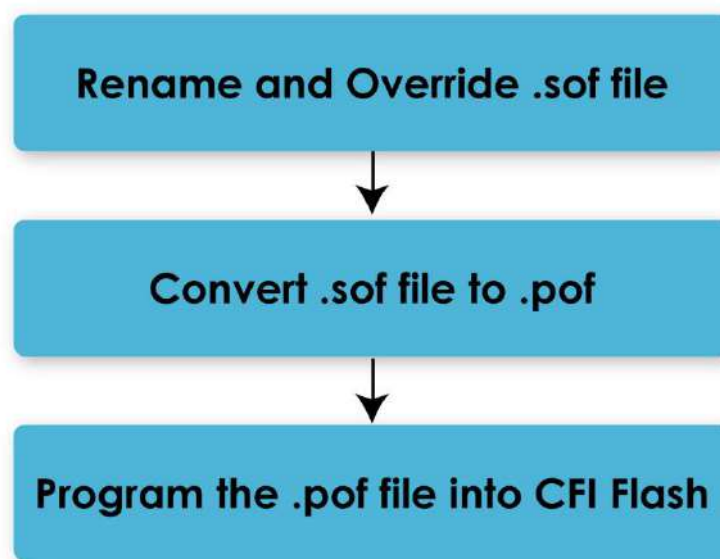 Rename and Override .sof file
Convert .sof file to .pof
Program the .pof file into CFI Flash